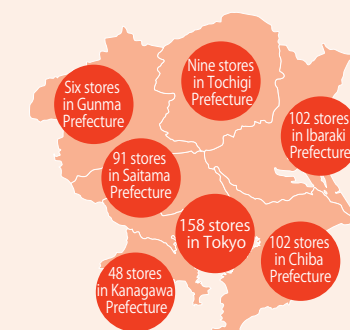 Nine stores
in Tochigi
Prefecture
Six stores
in Gunma
Prefecture
102 stores
in Ibaraki
Prefecture
91 stores
in Saitama
Prefecture
158 stores
in Tokyo
102 stores
in Chiba
Prefecture
48 stores
in Kanagawa
Prefecture